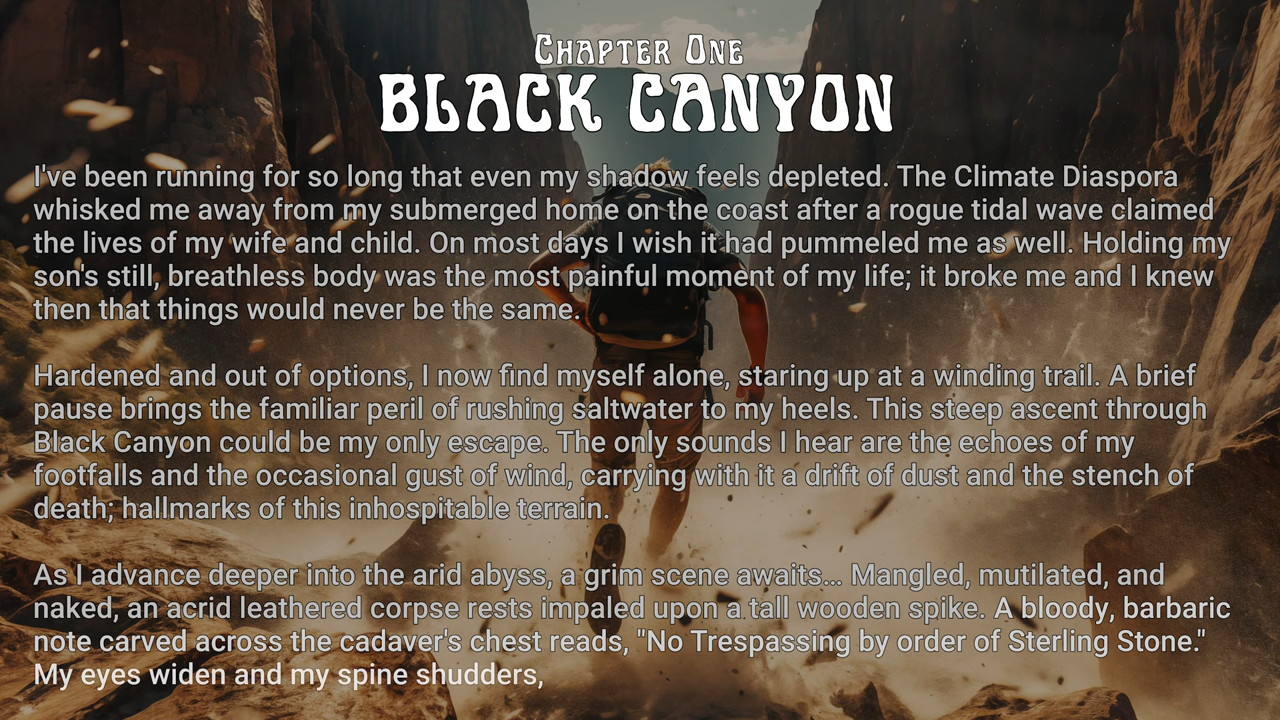 Chapter One
BLACK CANYON
I've been running for so long that even my shadow feels depleted. The Climate Diaspora
whisked me away from my submerged home on the coast after a rogue tidal wave claimed
the lives of my wife and child. On most days I wish it had pummeled me as well. Holding my
son's still, breathless body was the most painful moment of my life; it broke me and I knew
then that things would never be the same.
Hardened and out of options, I now find myself alone, staring up at a winding trail. A brief
pause brings the familiar peril of rushing saltwater to my heels. This steep ascent through
Black Canyon could be my only escape. The only sounds I hear are the echoes of my
footfalls and the occasional gust of wind, carrying with it a drift of dust and the stench of
death; hallmarks of this inhospitable terrain.
As I advance deeper into the arid abyss, a grim scene awaits... Mangled, mutilated, and
naked, an acrid leathered corpse rests impaled upon a tall wooden spike. A bloody, barbaric
note carved across the cadaver's chest reads, "No Trespassing by order of Sterling Stone."
My eyes widen and my spine shudders,